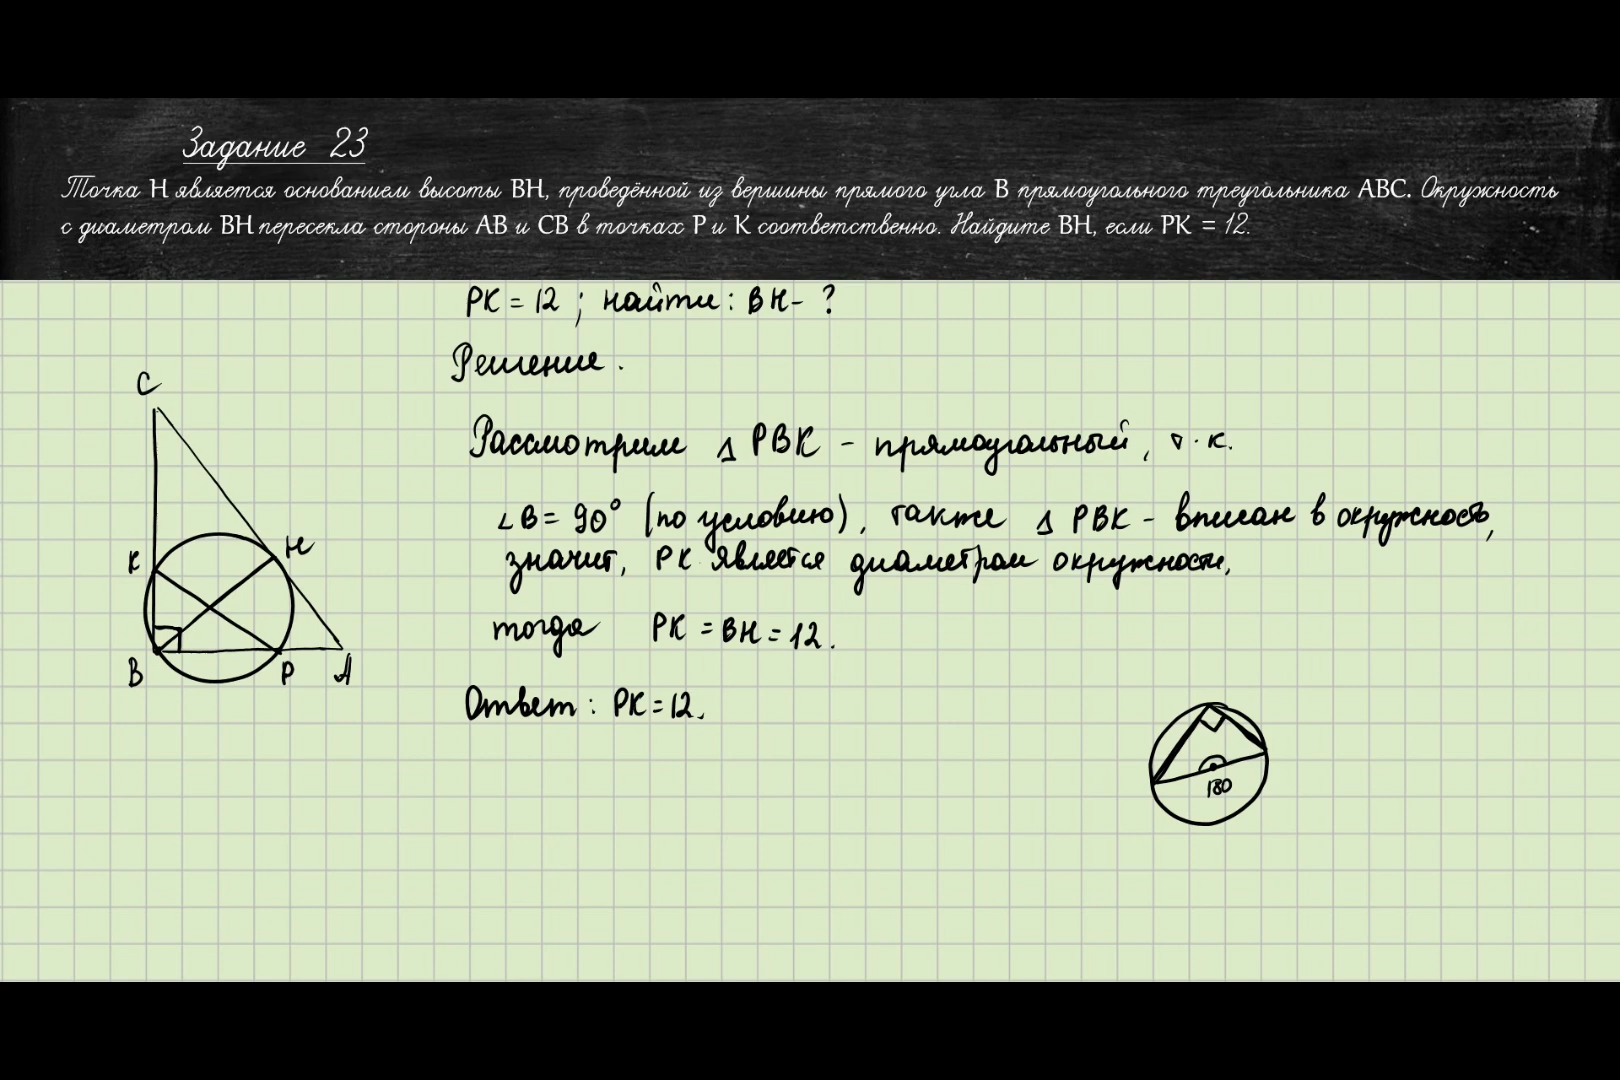 Задание 23
Точка H является основанием высоты BH, проведённой из вершины прямого угла B прямоугольного треугольника ABC. Окружность
с диаметром BH пересекла стороны AB и CB в точках P и K соответственно. Найдите BH, если PK = 12.
PK = 12 ; найти: BH - ?
Решение.
Рассмотрим △ PBK - прямоугольный, т.к.
∠B = 90° (по условию), также △ PBK - вписан в окружность,
значит, PK является диаметром окружности,
тогда PK = BH = 12.
Ответ: PK = 12.
C
K
H
B
P
A
180